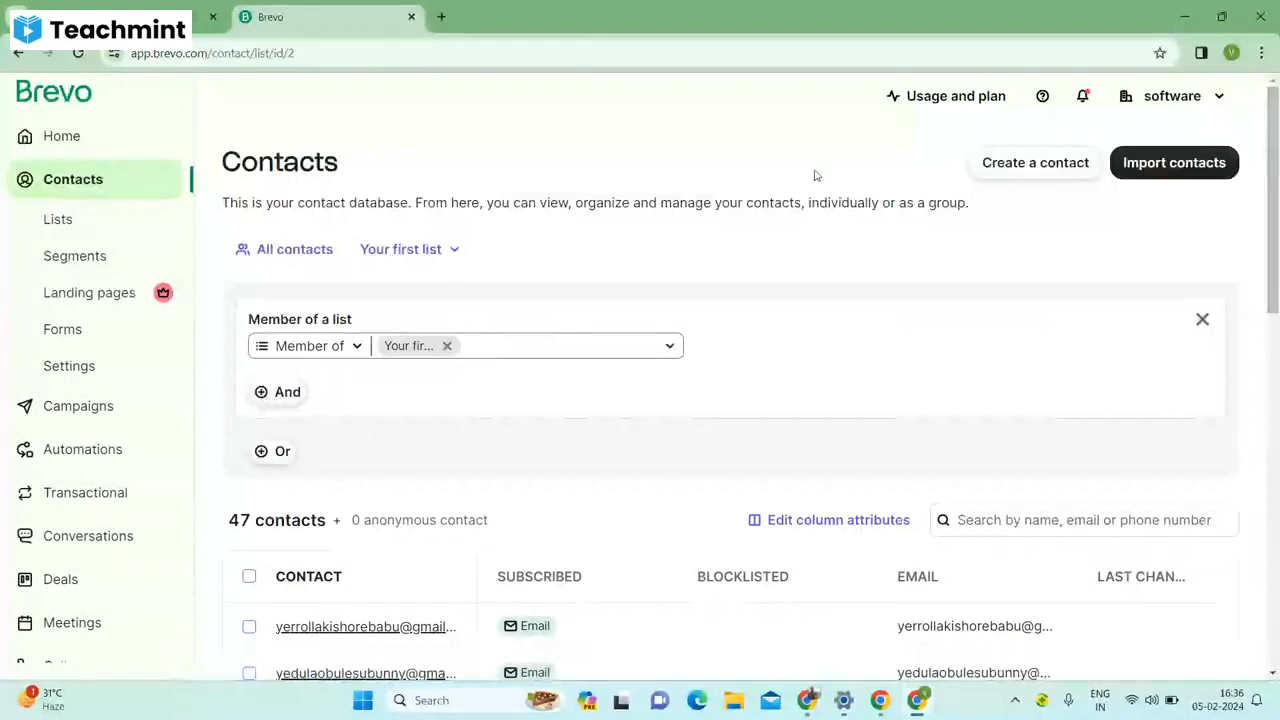 Teachmint
Brevo
app.brevo.com/contact/list/id/2
Brevo
Usage and plan
software
Home
Contacts
Lists
Segments
Landing pages
Forms
Settings
Campaigns
Automations
Transactional
Conversations
Deals
Meetings
Contacts
Create a contact
Import contacts
This is your contact database. From here, you can view, organize and manage your contacts, individually or as a group.
All contacts
Your first list
Member of a list
Member of
Your fir...
And
Or
47 contacts + 0 anonymous contact
Edit column attributes
Search by name, email or phone number
CONTACT SUBSCRIBED BLOCKLISTED EMAIL LAST CHAN...
yerrollakishorebabu@gmail... Email yerrollakishorebabu@g...
yedulaobulesubunny@gma... Email yedulaobulesubunny@...
1
31°C
Haze
Search
ENG
IN
16:36
05-02-2024